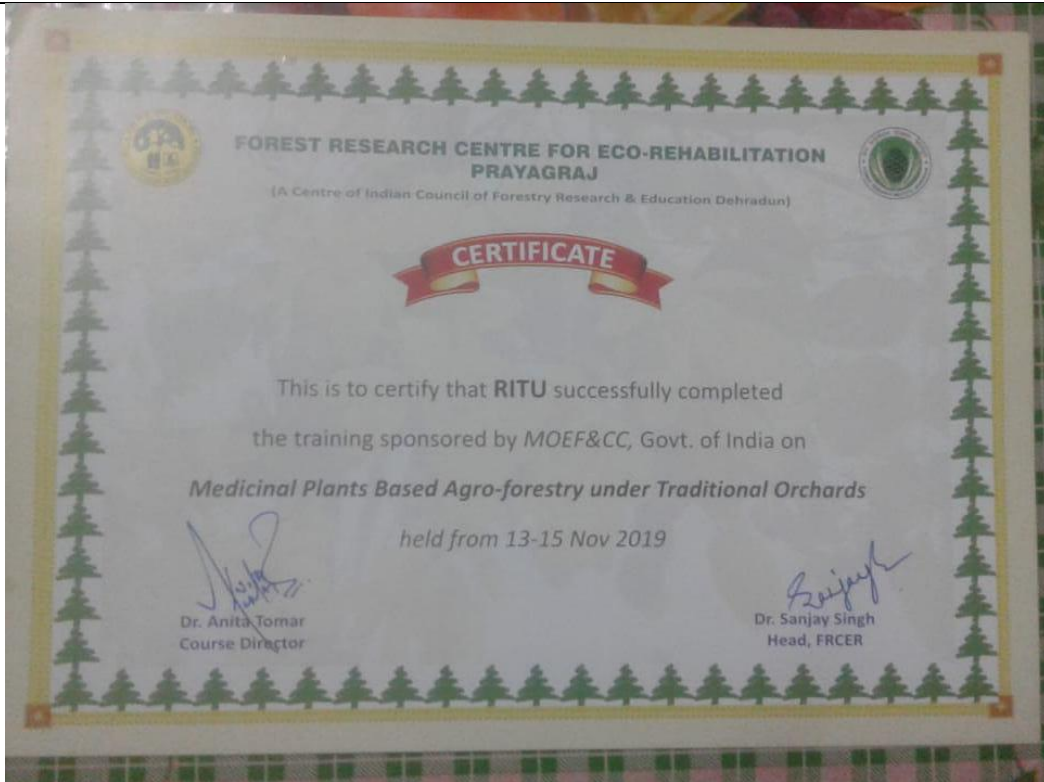 FOREST RESEARCH CENTRE FOR ECO-REHABILITATION
PRAYAGRAJ
(A Centre of Indian Council of Forestry Research & Education Dehradun)
CERTIFICATE
This is to certify that RITU successfully completed
the training sponsored by MOEF&CC, Govt. of India on
Medicinal Plants Based Agro-forestry under Traditional Orchards
held from 13-15 Nov 2019
Dr. Anita Tomar
Course Director
Sanjay
Dr. Sanjay Singh
Head, FRCER